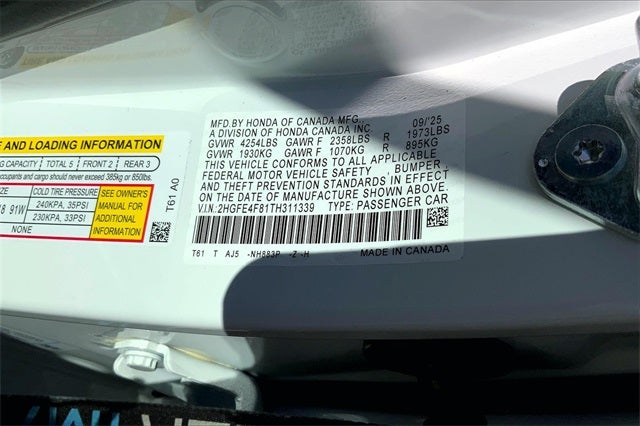 MFD.BY HONDA OF CANADA MFG., 09/'25
A DIVISION OF HONDA CANADA INC.
GVWR 4254LBS GAWR F 2358LBS R 1973LBS
GVWR 1930KG GAWR F 1070KG R 895KG
THIS VEHICLE CONFORMS TO ALL APPLICABLE
FEDERAL MOTOR VEHICLE SAFETY, BUMPER,
AND THEFT PREVENTION STANDARDS IN EFFECT
ON THE DATE OF MANUFACTURE SHOWN ABOVE.
V.I.N. 2HGFE4F81TH311339 TYPE: PASSENGER CAR
T61 T AJ5 -NH883P -Z -H MADE IN CANADA
AND LOADING INFORMATION
CAPACITY TOTAL 5 FRONT 2 REAR 3
cupants and cargo should never exceed 385kg or 850lbs.
COLD TIRE PRESSURE
240KPA, 35PSI
8 91W
230KPA, 33PSI
NONE
SEE OWNER'S
MANUAL FOR
ADDITIONAL
INFORMATION
T61 A0